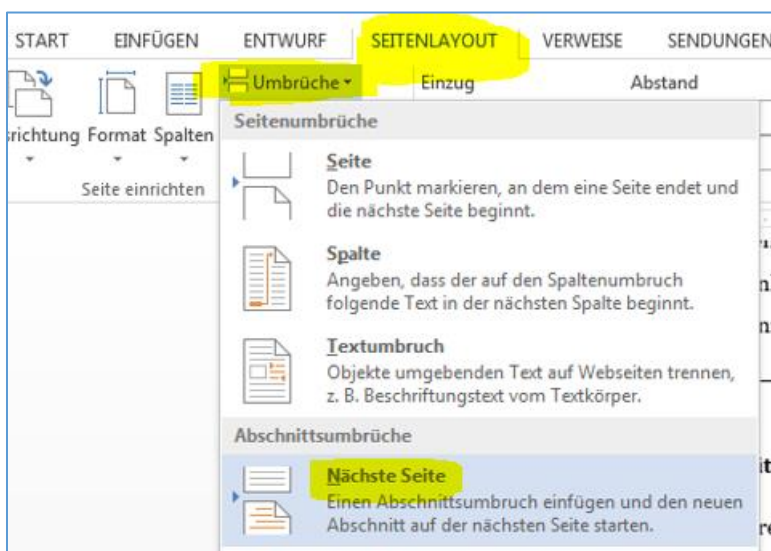 START EINFÜGEN ENTWURF SEITENLAYOUT VERWEISE SENDUNGEN
Umbrüche Einzug Abstand
Format Spalten
Seite einrichten
Seitenumbrüche
Seite
Den Punkt markieren, an dem eine Seite endet und
die nächste Seite beginnt.
Spalte
Angeben, dass der auf den Spaltenumbruch
folgende Text in der nächsten Spalte beginnt.
Textumbruch
Objekte umgebenden Text auf Webseiten trennen,
z. B. Beschriftungstext vom Textkörper.
Abschnittsumbrüche
Nächste Seite
Einen Abschnittsumbruch einfügen und den neuen
Abschnitt auf der nächsten Seite starten.